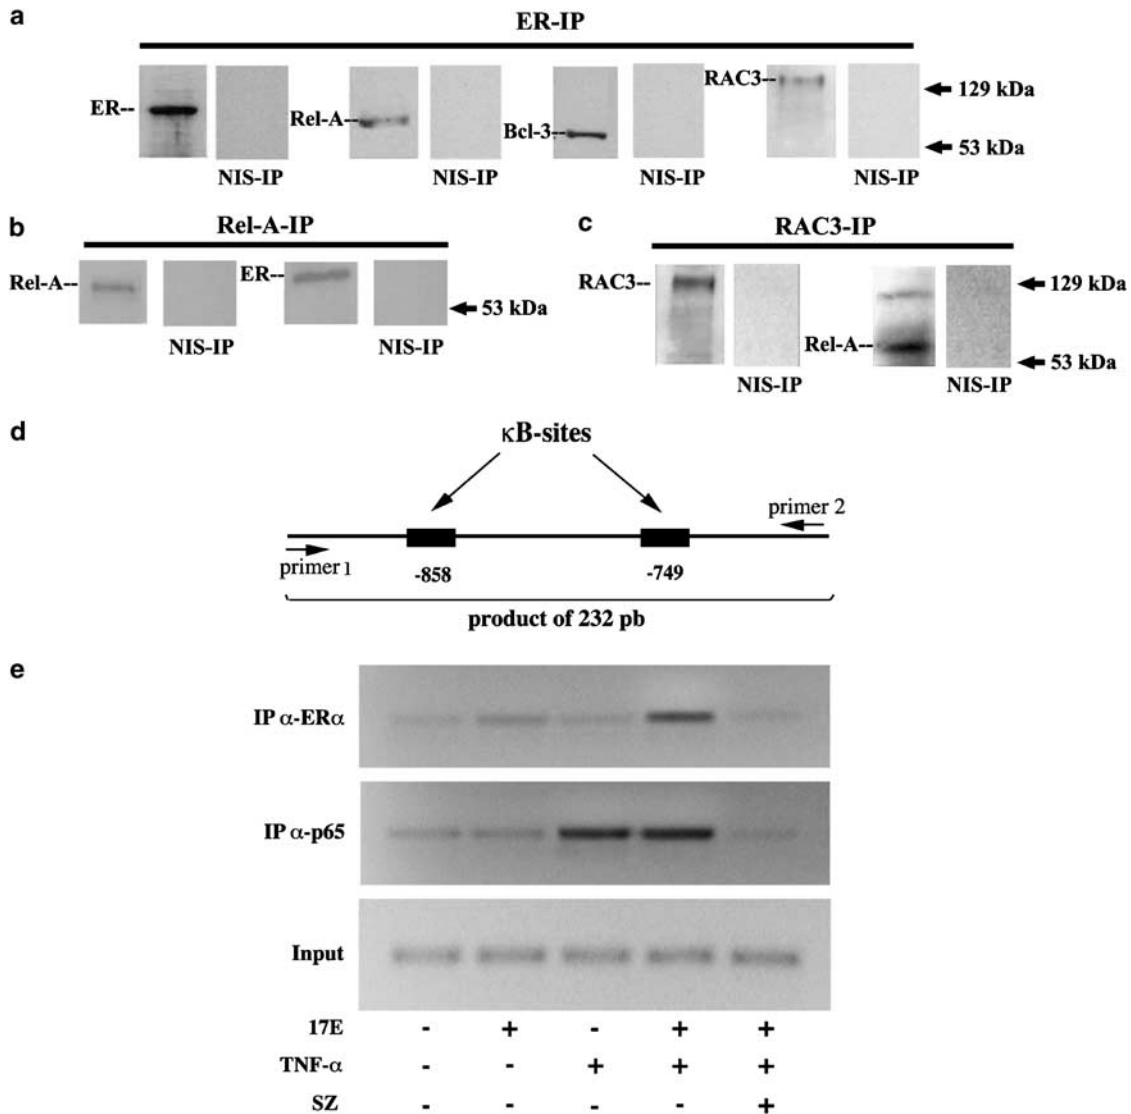 a
ER-IP
ER--
Rel-A--
Bcl-3--
RAC3--
129 kDa
53 kDa
NIS-IP
NIS-IP
NIS-IP
NIS-IP
b
Rel-A-IP
Rel-A--
ER--
53 kDa
NIS-IP
NIS-IP
c
RAC3-IP
RAC3--
Rel-A--
129 kDa
53 kDa
NIS-IP
NIS-IP
d
κB-sites
primer 1
primer 2
-858
-749
product of 232 pb
e
IP α-ERα
IP α-p65
Input
17E - + - + +
TNF-α - - + + +
SZ - - - - +